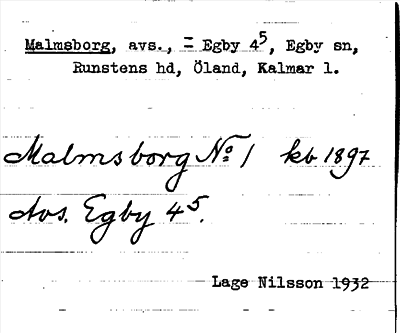 Malmsborg, avs., = Egby 4⁵, Egby sn,
Runstens hd, Öland, Kalmar l.
Malmsborg No 1 kb 1897
Avs. Egby 4⁵.
Lage Nilsson 1932